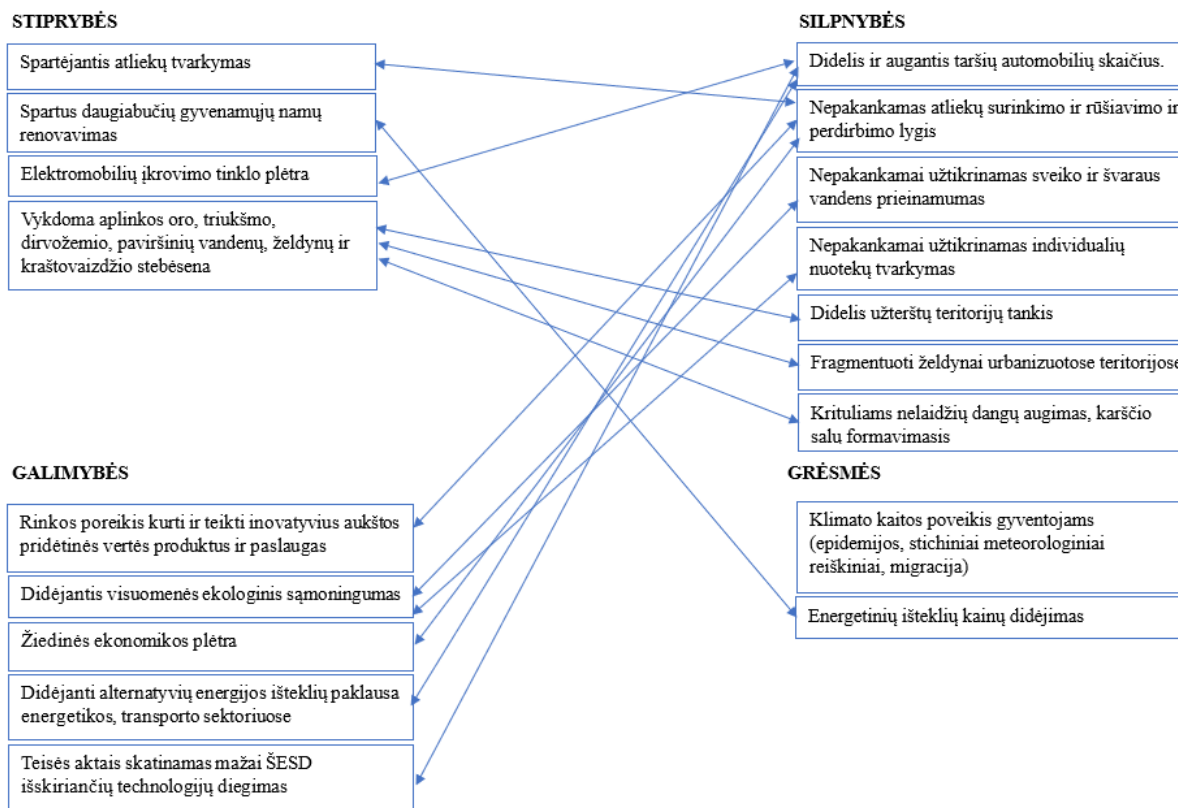 STIPRYBĖS
Spartėjantis atliekų tvarkymas
Spartus daugiabučių gyvenamųjų namų
renovavimas
Elektromobilių įkrovimo tinklo plėtra
Vykdoma aplinkos oro, triukšmo,
dirvožemio, paviršinių vandenų, želdynų ir
kraštovaizdžio stebėsena
SILPNYBĖS
Didelis ir augantis taršių automobilių skaičius.
Nepakankamas atliekų surinkimo ir rūšiavimo ir
perdirbimo lygis
Nepakankamai užtikrinamas sveiko ir švaraus
vandens prieinamumas
Nepakankamai užtikrinamas individualių
nuotekų tvarkymas
Didelis užterštų teritorijų tankis
Fragmentuoti želdynai urbanizuotose teritorijose
Krituliams nelaidžių dangų augimas, karščio
salų formavimasis
GALIMYBĖS
Rinkos poreikis kurti ir teikti inovatyvius aukštos
pridėtinės vertės produktus ir paslaugas
Didėjantis visuomenės ekologinis sąmoningumas
Žiedinės ekonomikos plėtra
Didėjanti alternatyvių energijos išteklių paklausa
energetikos, transporto sektoriuose
Teisės aktais skatinamas mažai ŠESD
išskiriančių technologijų diegimas
GRĖSMĖS
Klimato kaitos poveikis gyventojams
(epidemijos, stichiniai meteorologiniai
reiškiniai, migracija)
Energetinių išteklių kainų didėjimas